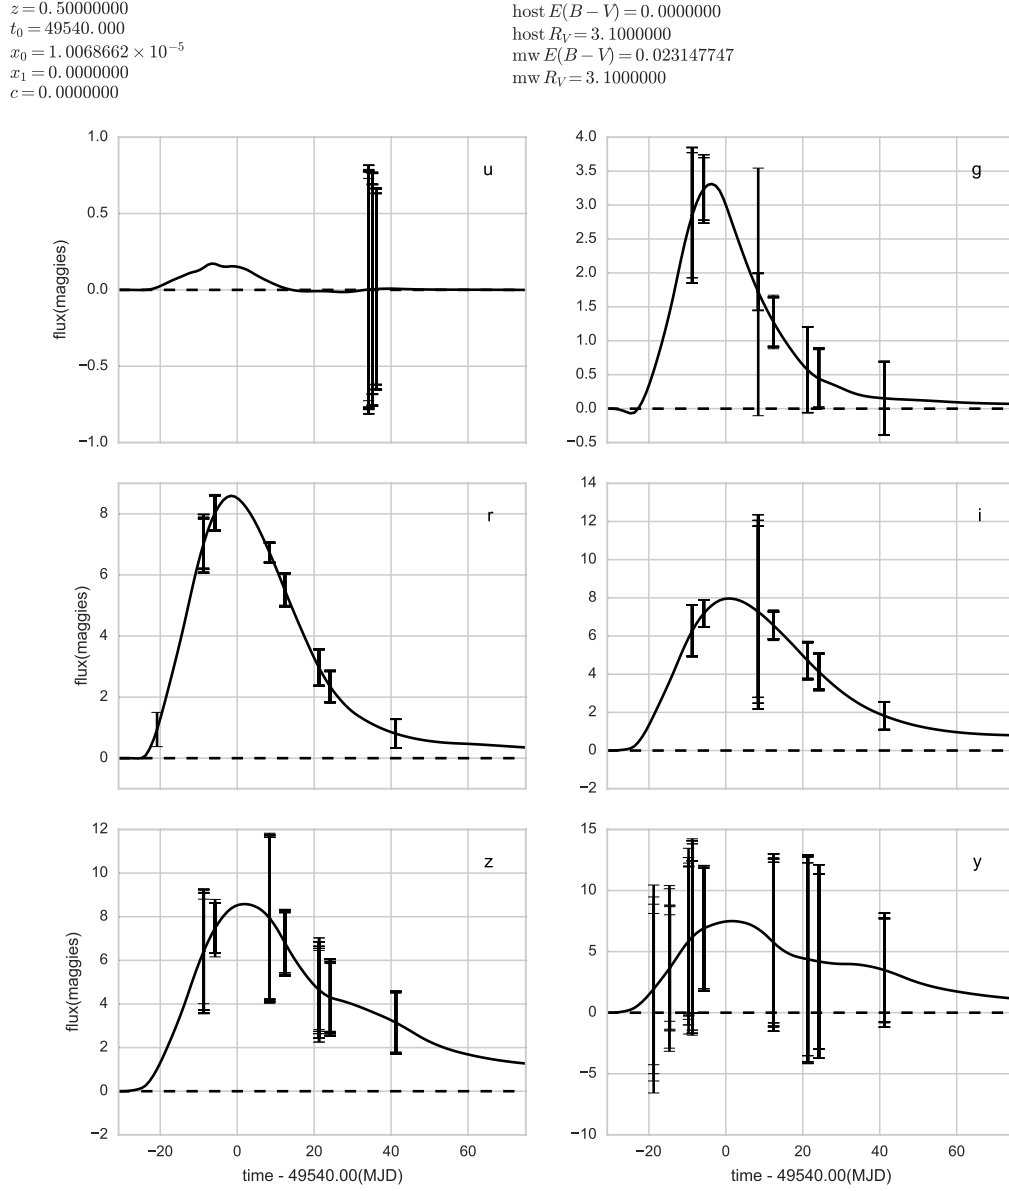 z = 0.50000000
t₀ = 49540.000
x₀ = 1.0068662 × 10⁻⁵
x₁ = 0.0000000
c = 0.0000000
host E(B − V) = 0.0000000
host R_V = 3.1000000
mw E(B − V) = 0.023147747
mw R_V = 3.1000000
1.0
0.5
0.0
−0.5
−1.0
flux(maggies)
u
4.0
3.5
3.0
2.5
2.0
1.5
1.0
0.5
0.0
−0.5
g
8
6
4
2
0
flux(maggies)
r
14
12
10
8
6
4
2
0
−2
i
12
10
8
6
4
2
0
−2
flux(maggies)
z
−20 0 20 40 60
time - 49540.00(MJD)
15
10
5
0
−5
−10
y
−20 0 20 40 60
time - 49540.00(MJD)